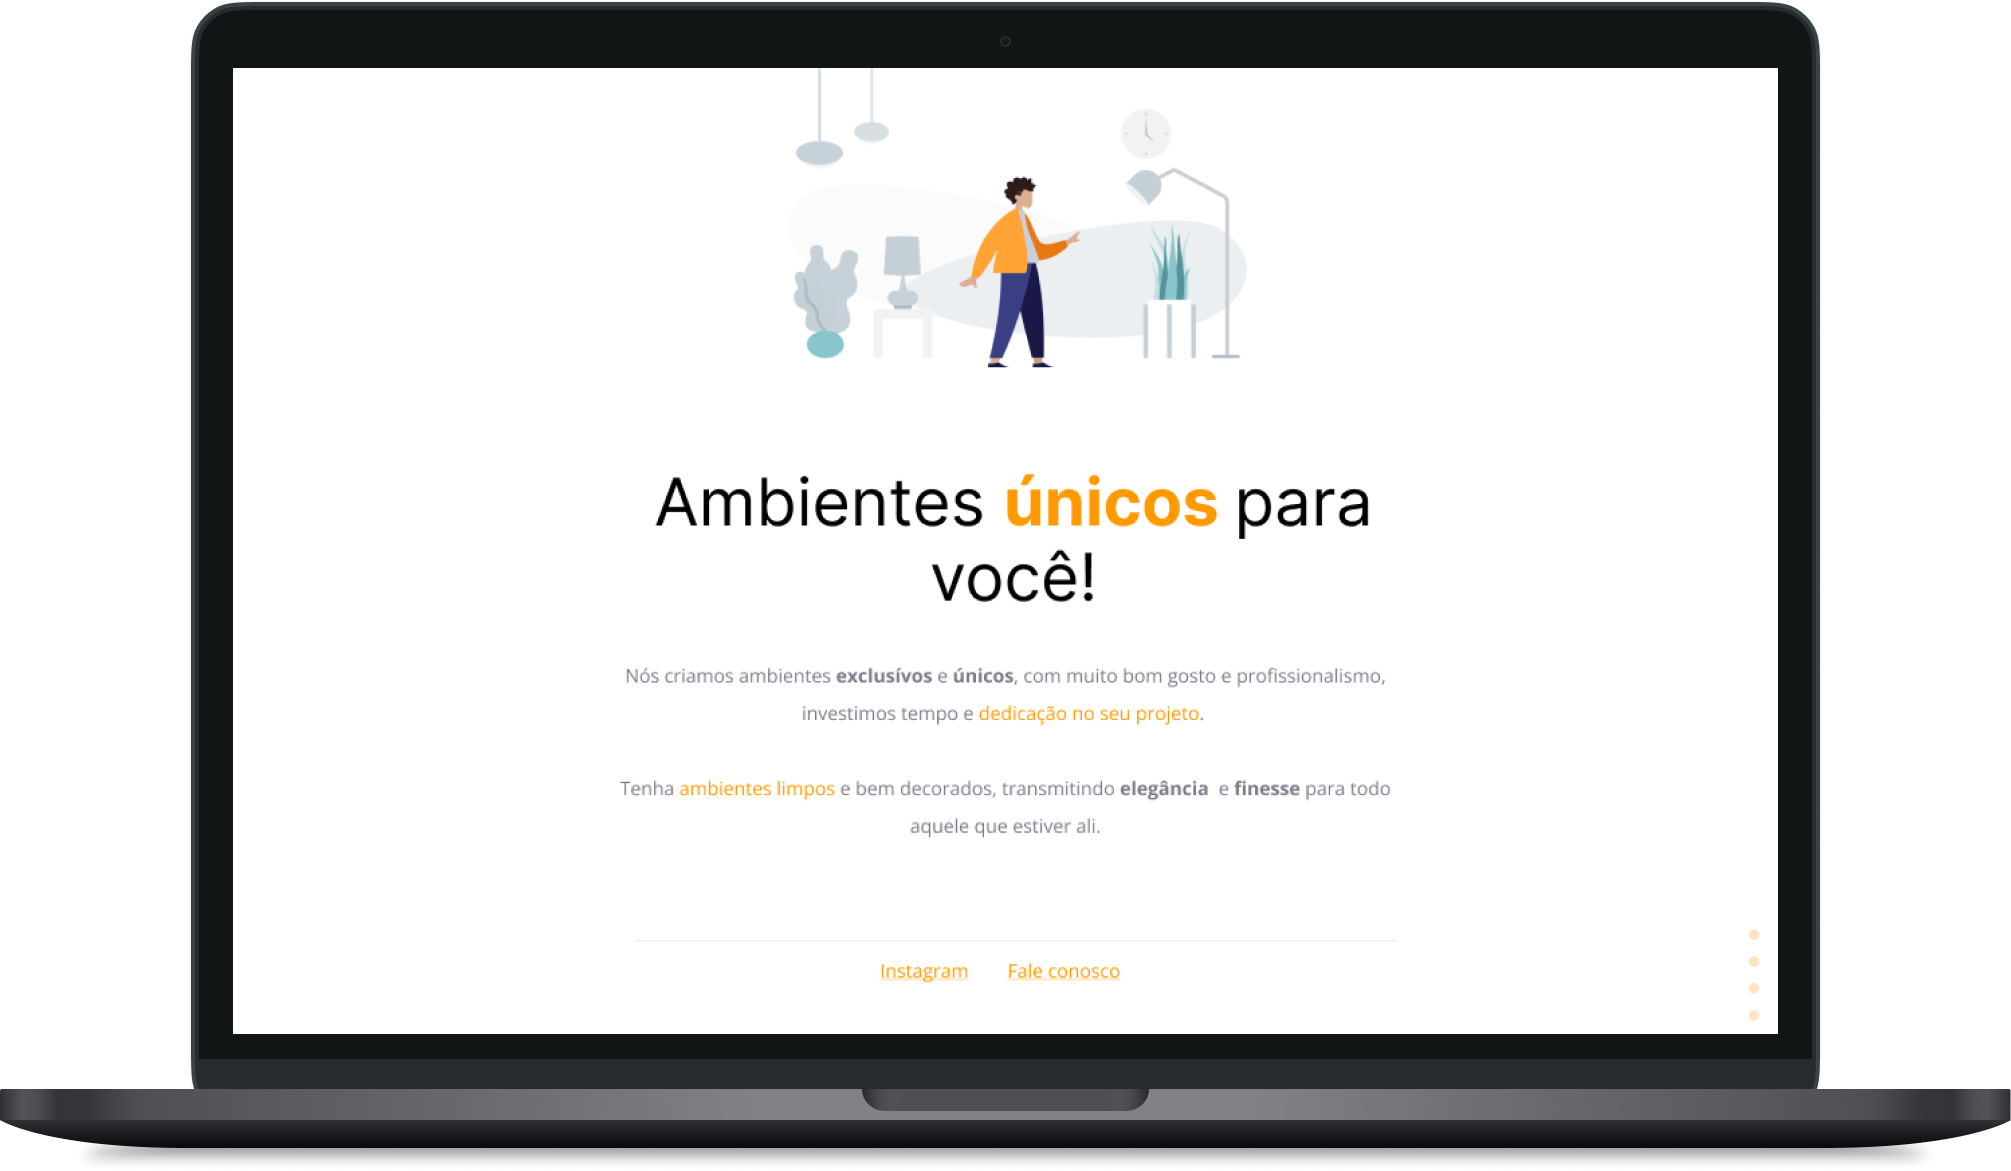 Ambientes únicos para
você!
Nós criamos ambientes exclusívos e únicos, com muito bom gosto e profissionalismo,
investimos tempo e dedicação no seu projeto.
Tenha ambientes limpos e bem decorados, transmitindo elegância  e finesse para todo
aquele que estiver ali.
Instagram Fale conosco